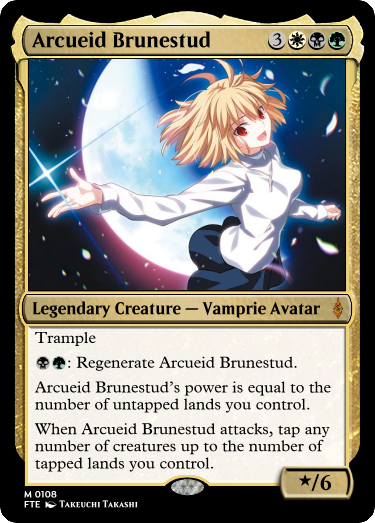 Arcueid Brunestud 3
Legendary Creature — Vamprie Avatar
Trample
: Regenerate Arcueid Brunestud.
Arcueid Brunestud's power is equal to the
number of untapped lands you control.
When Arcueid Brunestud attacks, tap any
number of creatures up to the number of
tapped lands you control.
M 0108
FTE Takeuchi Takashi
★/6